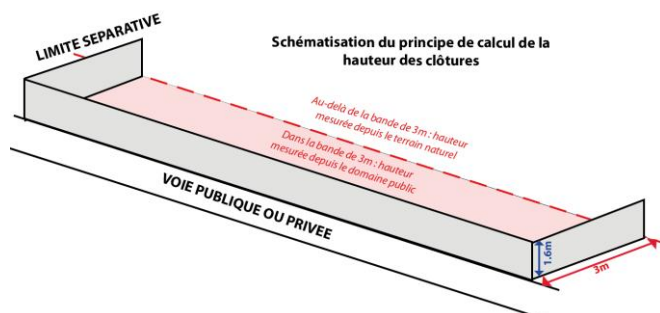 LIMITE SEPARATIVE
Schématisation du principe de calcul de la
hauteur des clôtures
Au-delà de la bande de 3m : hauteur
mesurée depuis le terrain naturel
Dans la bande de 3m : hauteur
mesurée depuis le domaine public
VOIE PUBLIQUE OU PRIVEE
1.6m
3m